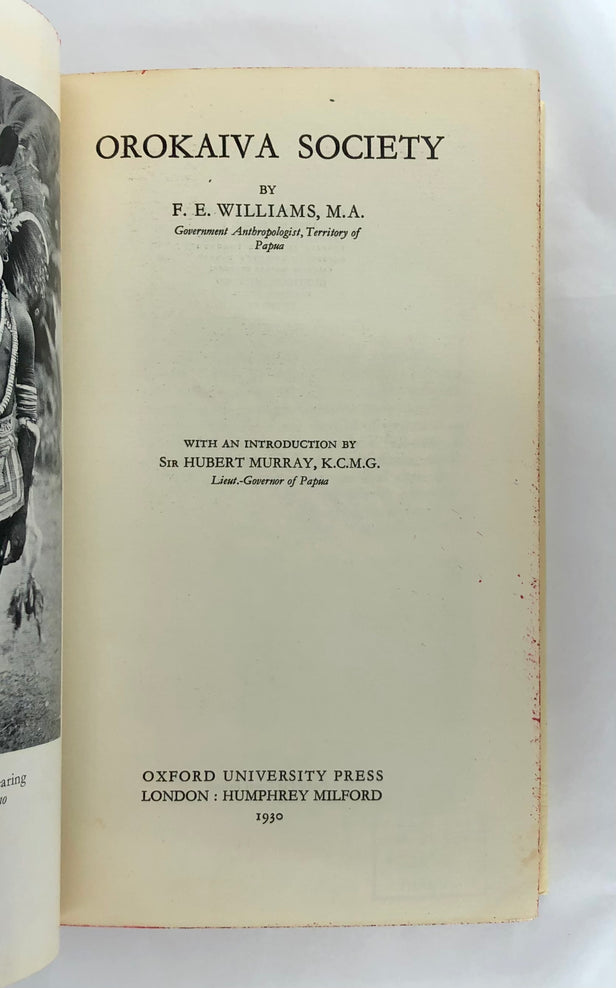 OROKAIVA SOCIETY
BY
F. E. WILLIAMS, M.A.
Government Anthropologist, Territory of
Papua
WITH AN INTRODUCTION BY
SIR HUBERT MURRAY, K.C.M.G.
Lieut.-Governor of Papua
OXFORD UNIVERSITY PRESS
LONDON : HUMPHREY MILFORD
1930